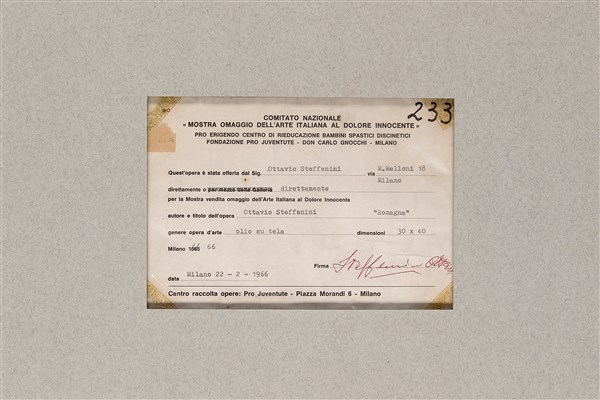 233
COMITATO NAZIONALE
« MOSTRA OMAGGIO DELL'ARTE ITALIANA AL DOLORE INNOCENTE »
PRO ERIGENDO CENTRO DI RIEDUCAZIONE BAMBINI SPASTICI DISCINETICI
FONDAZIONE PRO JUVENTUTE - DON CARLO GNOCCHI - MILANO
Quest'opera è stata offerta dal Sig. Ottavio Steffenini via M.Melloni 18
Milano
direttamente o per mezzo della Galleria direttamente
per la Mostra vendita omaggio dell'Arte Italiana al Dolore Innocente
autore e titolo dell'opera Ottavio Steffenini "Romagna"
genere opera d'arte olio su tela dimensioni 30 x 40
Milano 66
Firma Steffenini
data Milano 22 - 2 - 1966
Centro raccolta opere: Pro Juventute - Piazza Morandi 6 - Milano